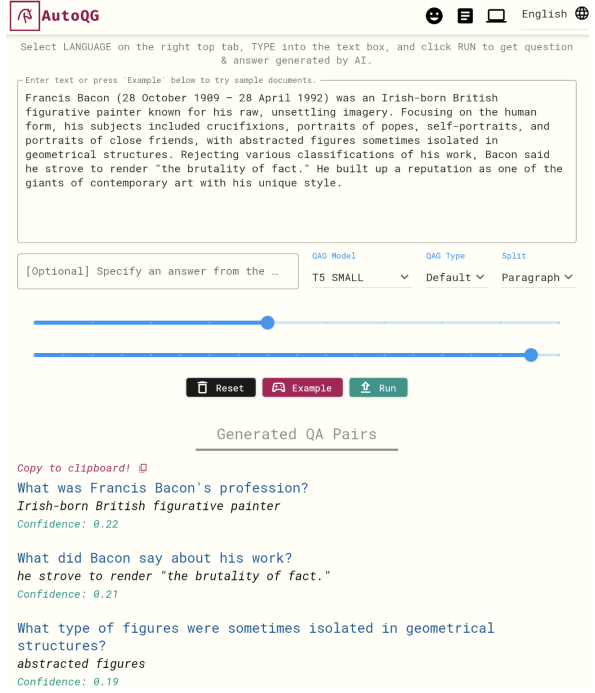 AutoQG
English
Select LANGUAGE on the right top tab, TYPE into the text box, and click RUN to get question
& answer generated by AI.
Enter text or press `Example` below to try sample documents.
Francis Bacon (28 October 1909 – 28 April 1992) was an Irish-born British
figurative painter known for his raw, unsettling imagery. Focusing on the human
form, his subjects included crucifixions, portraits of popes, self-portraits, and
portraits of close friends, with abstracted figures sometimes isolated in
geometrical structures. Rejecting various classifications of his work, Bacon said
he strove to render "the brutality of fact." He built up a reputation as one of the
giants of contemporary art with his unique style.
QAG Model
QAG Type
Split
[Optional] Specify an answer from the …
T5 SMALL
Default
Paragraph
Reset
Example
Run
Generated QA Pairs
Copy to clipboard!
What was Francis Bacon's profession?
Irish-born British figurative painter
Confidence: 0.22
What did Bacon say about his work?
he strove to render "the brutality of fact."
Confidence: 0.21
What type of figures were sometimes isolated in geometrical
structures?
abstracted figures
Confidence: 0.19